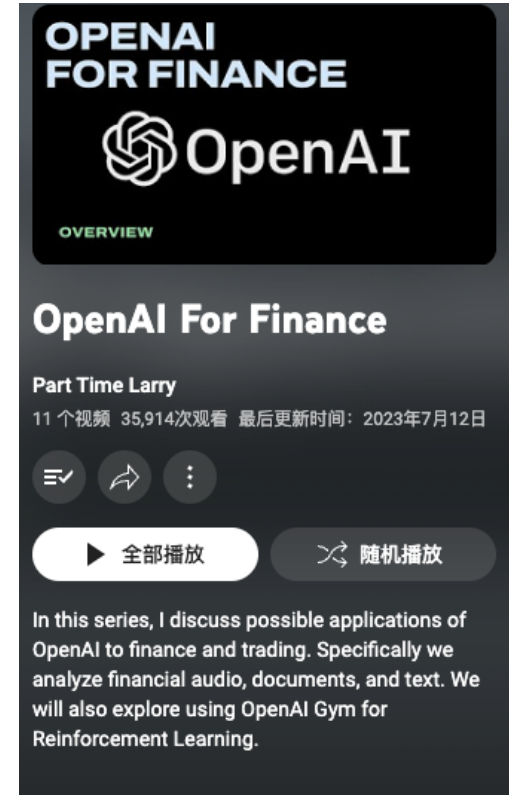 OPENAI
FOR FINANCE
OpenAI
OVERVIEW
OpenAI For Finance
Part Time Larry
11 个视频 35,914次观看 最后更新时间：2023年7月12日
全部播放 随机播放
In this series, I discuss possible applications of
OpenAI to finance and trading. Specifically we
analyze financial audio, documents, and text. We
will also explore using OpenAI Gym for
Reinforcement Learning.